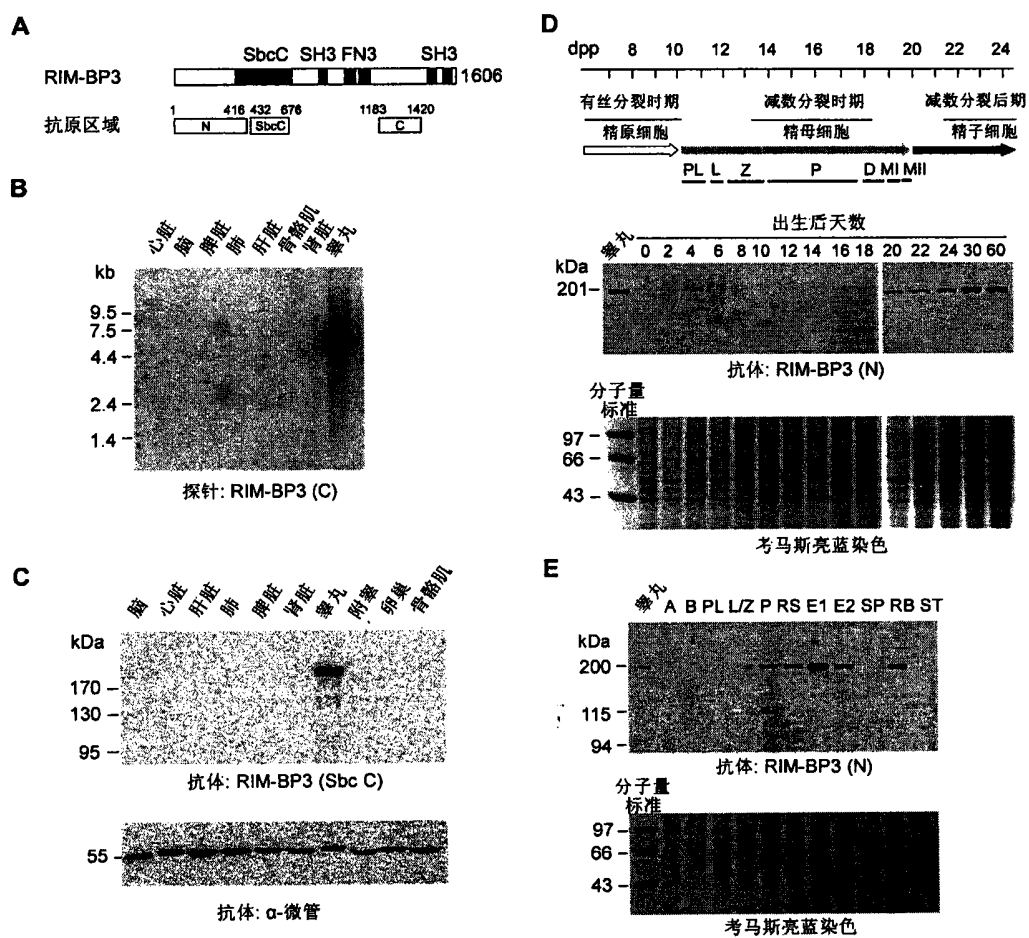 A
SbcC SH3 FN3 SH3
RIM-BP3 1606
1 416 432 676 1183 1420
抗原区域 N SbcC C
B
心脏 脑 脾脏 肺 肝脏 骨骼肌 肾脏 睾丸
kb
9.5
7.5
4.4
2.4
1.4
探针: RIM-BP3 (C)
C
脑 心脏 肝脏 肺 脾脏 肾脏 睾丸 附睾 卵巢 骨骼肌
kDa
170
130
95
抗体: RIM-BP3 (Sbc C)
55
抗体: α-微管
D
dpp 8 10 12 14 16 18 20 22 24
有丝分裂时期 减数分裂时期 减数分裂后期
精原细胞 精母细胞 精子细胞
PL L Z P D MI MII
出生后天数
睾丸 0 2 4 6 8 10 12 14 16 18 20 22 24 30 60
kDa
201
抗体: RIM-BP3 (N)
分子量
标准
97
66
43
考马斯亮蓝染色
E
睾丸 A B PL L/Z P RS E1 E2 SP RB ST
kDa
200
115
94
抗体: RIM-BP3 (N)
分子量
标准
97
66
43
考马斯亮蓝染色